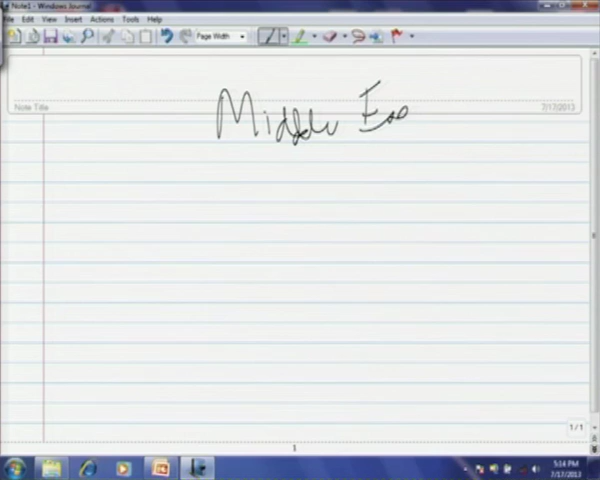 Note1 - Windows Journal
File Edit View Insert Actions Tools Help
Page Width
Middle Eas
Note Title
7/17/2013
1/1
1
5:14 PM
7/17/2013